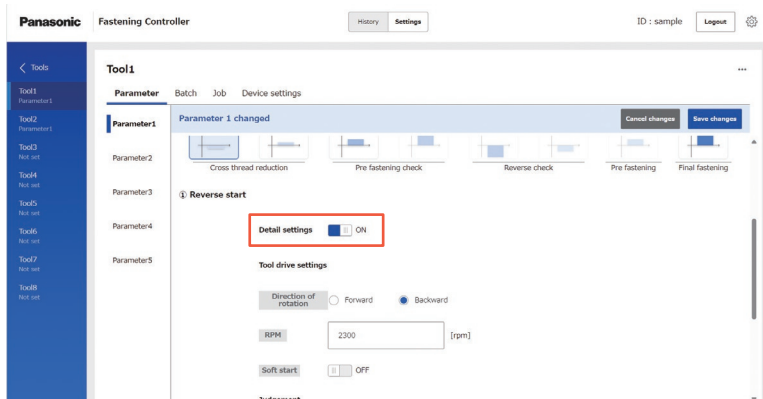 Panasonic Fastening Controller History Settings ID : sample Logout
Tools
Tool1
Parameter1
Tool2
Parameter1
Tool3
Not set
Tool4
Not set
Tool5
Not set
Tool6
Not set
Tool7
Not set
Tool8
Not set
Tool1
Parameter Batch Job Device settings
Parameter1
Parameter2
Parameter3
Parameter4
Parameter5
Parameter 1 changed Cancel changes Save changes
Cross thread reduction Pre fastening check Reverse check Pre fastening Final fastening
① Reverse start
Detail settings ON
Tool drive settings
Direction of
rotation Forward Backward
RPM 2300 [rpm]
Soft start OFF
Judgement